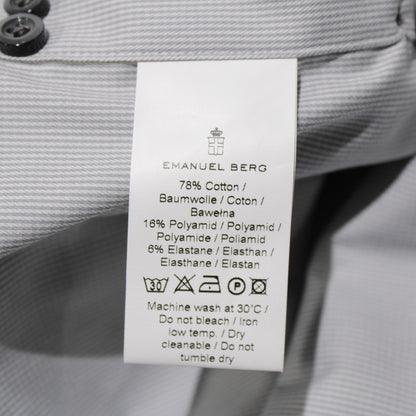 EMANUEL BERG
78% Cotton /
Baumwolle / Coton /
Bawełna
16% Polyamid / Polyamid /
Polyamide / Poliamid
6% Elastane / Elasthan /
Elasthane / Elastan
30 P
Machine wash at 30°C /
Do not bleach / Iron
low temp. / Dry
cleanable / Do not
tumble dry